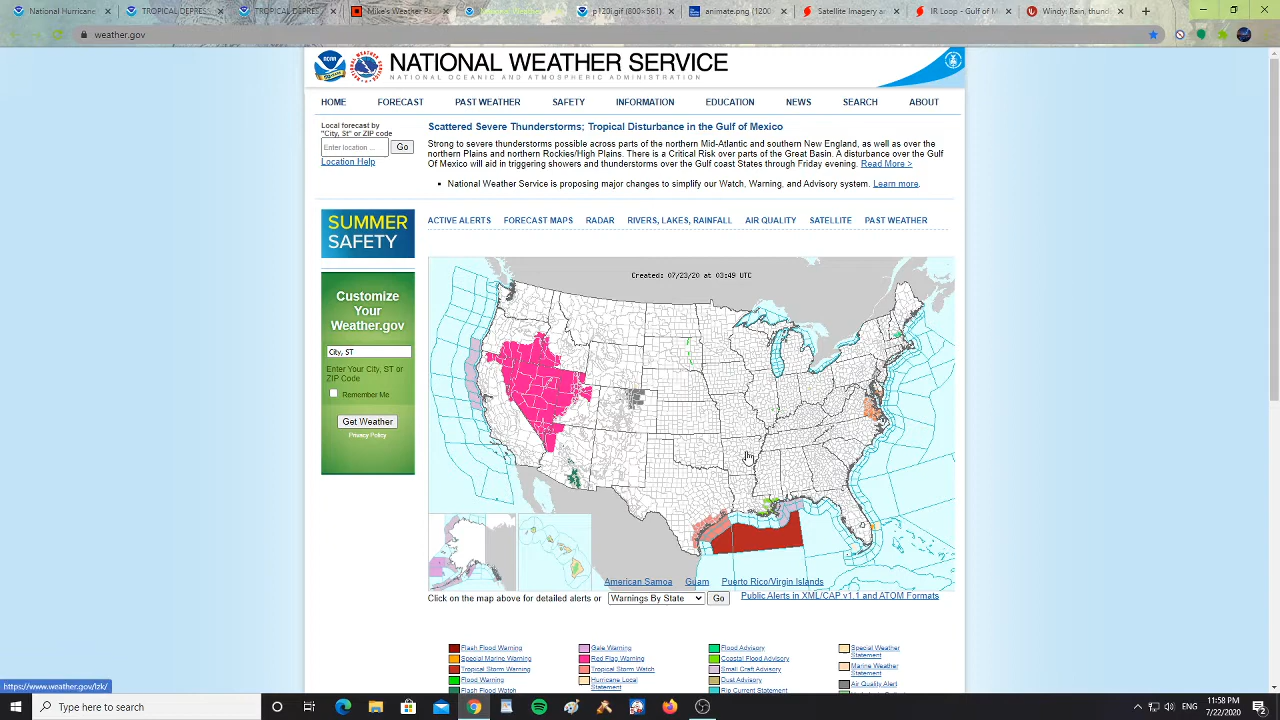 National Hurricane
TROPICAL DEPRESS
TROPICAL DEPRES
Mike's Weather Pa
National Weather
p120i.gif (800×561)
animate.png (1200
Satellite Imagery an
IR Loop - Gulf of M
Windy: Rain, thund
weather.gov
NOAA
NATIONAL WEATHER SERVICE
NATIONAL OCEANIC AND ATMOSPHERIC ADMINISTRATION
HOME FORECAST PAST WEATHER SAFETY INFORMATION EDUCATION NEWS SEARCH ABOUT
Local forecast by
"City, St" or ZIP code
Enter location ...
Go
Location Help
Scattered Severe Thunderstorms; Tropical Disturbance in the Gulf of Mexico
Strong to severe thunderstorms possible across parts of the northern Mid-Atlantic and southern New England, as well as over the
northern Plains and northern Rockies/High Plains. There is a Critical Risk over parts of the Great Basin. A disturbance over the Gulf
Of Mexico will aid in triggering showers and thunderstorms over the Gulf coast States through Friday evening. Read More >
National Weather Service is proposing major changes to simplify our Watch, Warning, and Advisory system. Learn more.
SUMMER
SAFETY
ACTIVE ALERTS FORECAST MAPS RADAR RIVERS, LAKES, RAINFALL AIR QUALITY SATELLITE PAST WEATHER
Created: 07/23/20 at 03:49 UTC
Customize
Your
Weather.gov
City, ST
Enter Your City, ST or
ZIP Code
Remember Me
Get Weather
Privacy Policy
American Samoa Guam Puerto Rico/Virgin Islands
Click on the map above for detailed alerts or Warnings By State Go Public Alerts in XML/CAP v1.1 and ATOM Formats
Flash Flood Warning Gale Warning Flood Advisory Special Weather
Statement
Special Marine Warning Red Flag Warning Coastal Flood Advisory
Tropical Storm Warning Tropical Storm Watch Small Craft Advisory Marine Weather
Statement
Flood Warning Hurricane Local
Statement Dust Advisory Air Quality Alert
Flash Flood Watch Rip Current Statement
https://www.weather.gov/lzk/
Type here to search
11:58 PM
7/22/2020